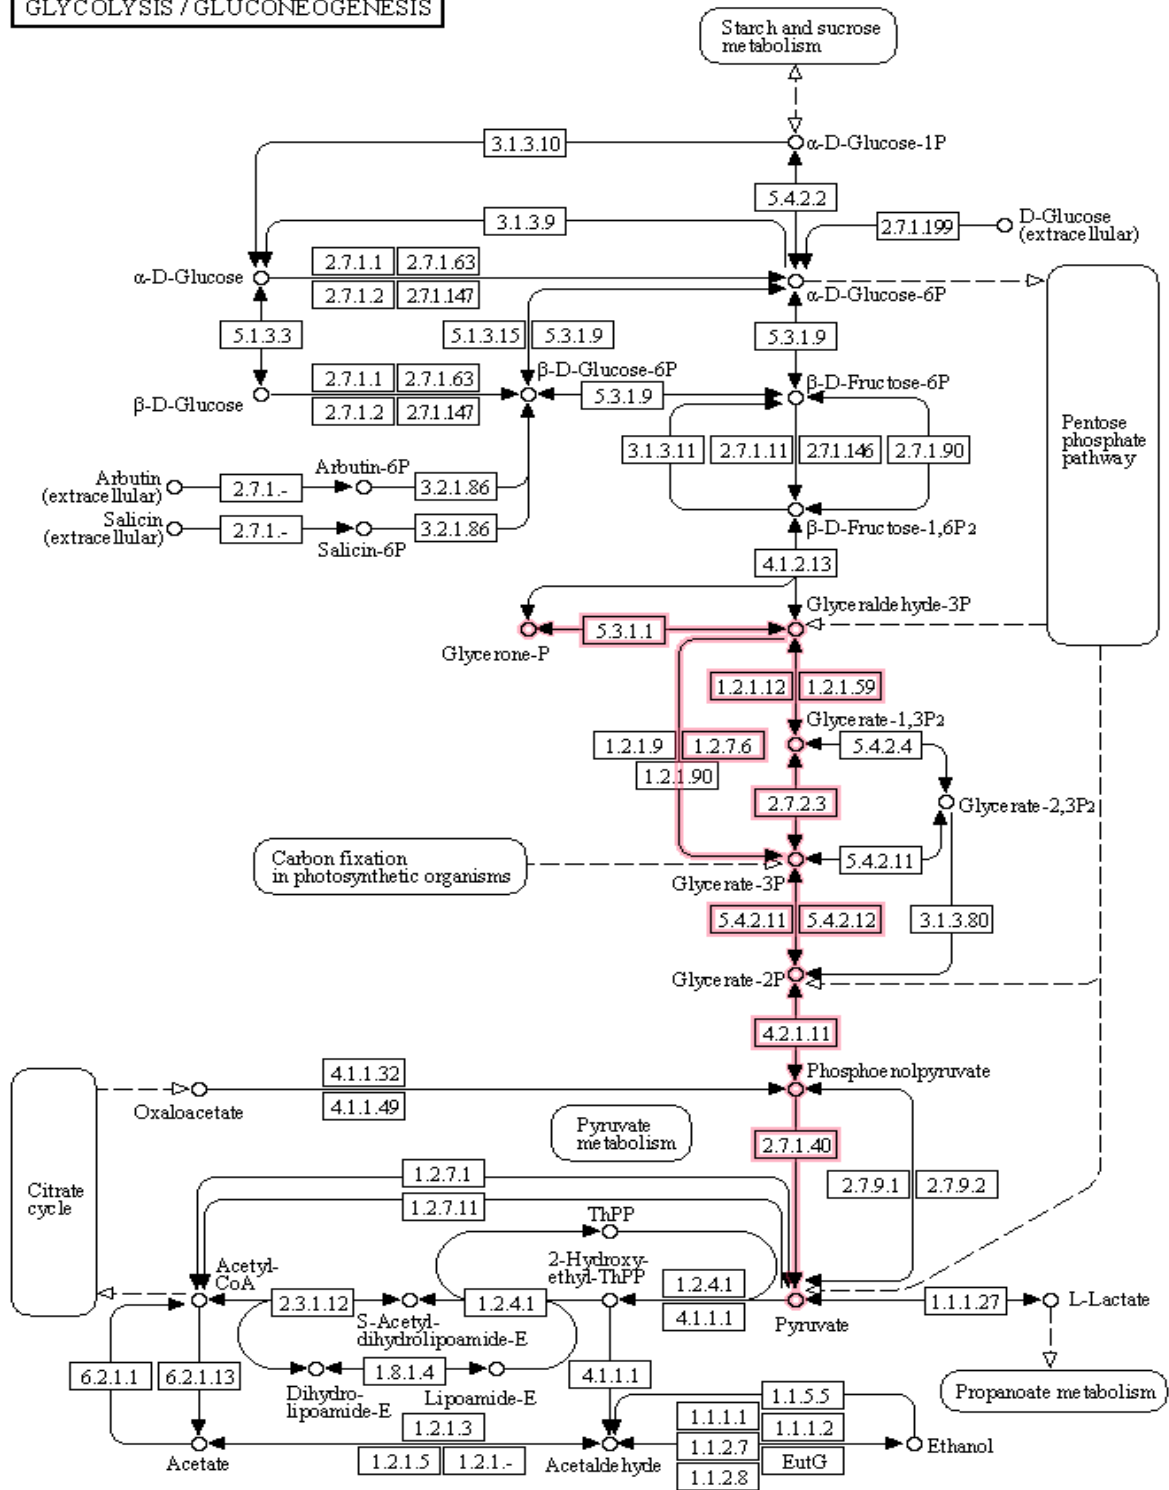 GLYCOLYSIS / GLUCONEOGENESIS
Starch and sucrose
metabolism
3.1.3.10
α-D-Glucose-1P
5.4.2.2
3.1.3.9
2.7.1.199
D-Glucose
(extracellular)
α-D-Glucose
2.7.1.1
2.7.1.63
2.7.1.2
2.7.1.147
α-D-Glucose-6P
5.1.3.3
5.1.3.15
5.3.1.9
5.3.1.9
β-D-Glucose
2.7.1.1
2.7.1.63
2.7.1.2
2.7.1.147
β-D-Glucose-6P
5.3.1.9
β-D-Fructose-6P
Pentose
phosphate
pathway
3.1.3.11
2.7.1.11
2.7.1.146
2.7.1.90
Arbutin
(extracellular)
2.7.1.-
Arbutin-6P
3.2.1.86
Salicin
(extracellular)
2.7.1.-
Salicin-6P
3.2.1.86
β-D-Fructose-1,6P2
4.1.2.13
Glyceraldehyde-3P
5.3.1.1
Glycerone-P
1.2.1.12
1.2.1.59
Glycerate-1,3P2
1.2.1.9
1.2.7.6
1.2.1.90
5.4.2.4
2.7.2.3
Glycerate-2,3P2
Carbon fixation
in photosynthetic organisms
5.4.2.11
Glycerate-3P
5.4.2.11
5.4.2.12
3.1.3.80
Glycerate-2P
4.2.1.11
Phosphoenolpyruvate
4.1.1.32
4.1.1.49
Oxaloacetate
Pyruvate
metabolism
2.7.1.40
Citrate
cycle
1.2.7.1
1.2.7.11
2.7.9.1
2.7.9.2
ThPP
Acetyl-
CoA
2-Hydroxy-
ethyl-ThPP
2.3.1.12
S-Acetyl-
dihydrolipoamide-E
1.2.4.1
1.2.4.1
4.1.1.1
Pyruvate
1.1.1.27
L-Lactate
6.2.1.1
6.2.1.13
1.8.1.4
Dihydro-
lipoamide-E
Lipoamide-E
4.1.1.1
Propanoate metabolism
1.1.5.5
1.2.1.3
1.1.1.1
1.1.1.2
1.1.2.7
Ethanol
Acetate
1.2.1.5
1.2.1.-
Acetaldehyde
EutG
1.1.2.8